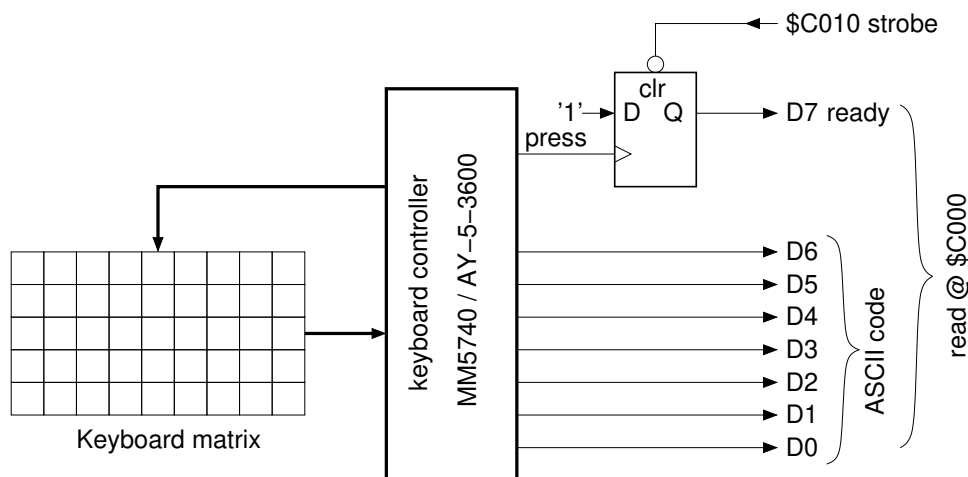 $C010 strobe
clr
'1'
D Q
D7 ready
press
keyboard controller
MM5740 / AY−5−3600
D6
D5
D4
D3
D2
D1
D0
ASCII code
read @ $C000
Keyboard matrix